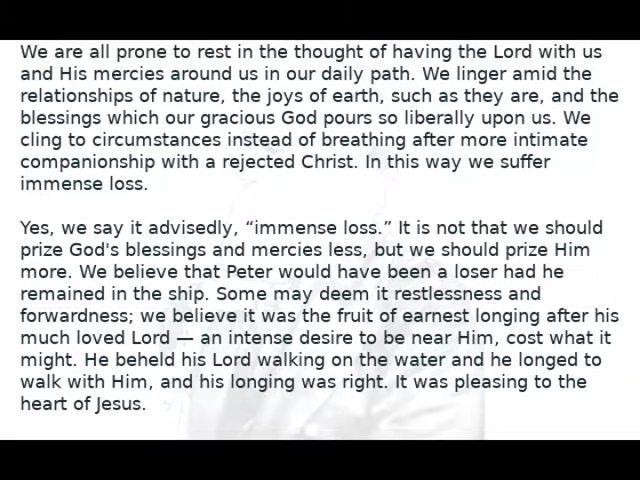 We are all prone to rest in the thought of having the Lord with us
and His mercies around us in our daily path. We linger amid the
relationships of nature, the joys of earth, such as they are, and the
blessings which our gracious God pours so liberally upon us. We
cling to circumstances instead of breathing after more intimate
companionship with a rejected Christ. In this way we suffer
immense loss.
Yes, we say it advisedly, “immense loss.” It is not that we should
prize God's blessings and mercies less, but we should prize Him
more. We believe that Peter would have been a loser had he
remained in the ship. Some may deem it restlessness and
forwardness; we believe it was the fruit of earnest longing after his
much loved Lord — an intense desire to be near Him, cost what it
might. He beheld his Lord walking on the water and he longed to
walk with Him, and his longing was right. It was pleasing to the
heart of Jesus.